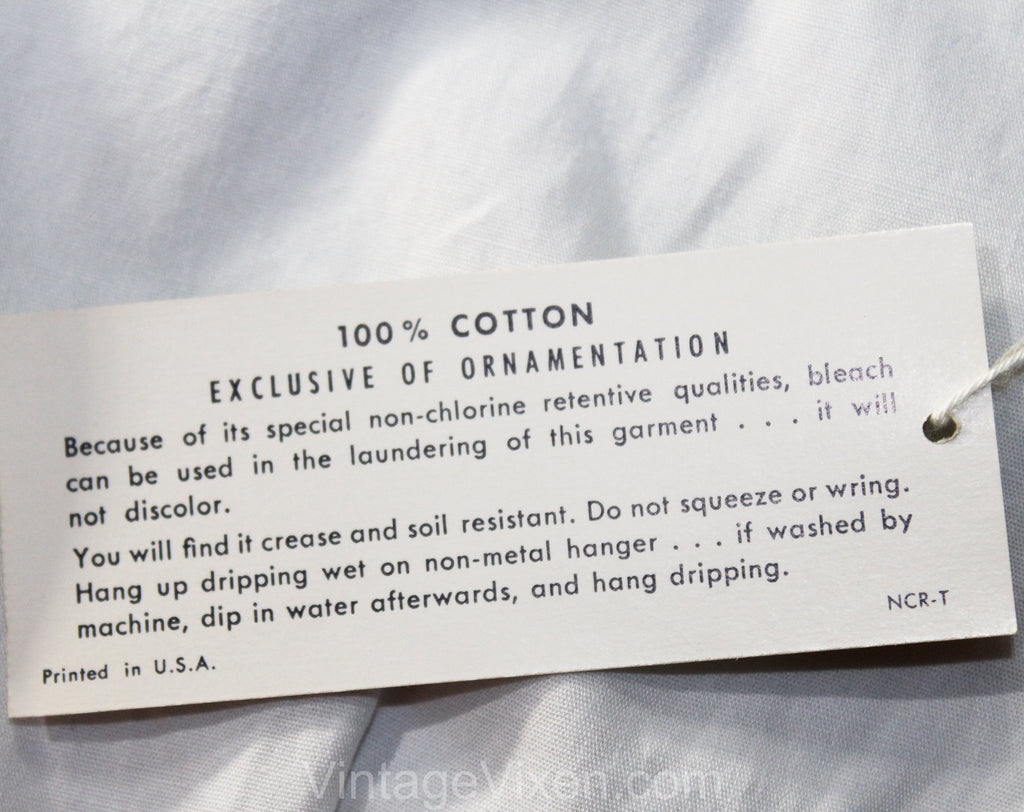 100% COTTON
EXCLUSIVE OF ORNAMENTATION
Because of its special non-chlorine retentive qualities, bleach
can be used in the laundering of this garment . . . it will
not discolor.
You will find it crease and soil resistant. Do not squeeze or wring.
Hang up dripping wet on non-metal hanger . . . if washed by
machine, dip in water afterwards, and hang dripping.
NCR-T
Printed in U.S.A.
VintageVixen.com